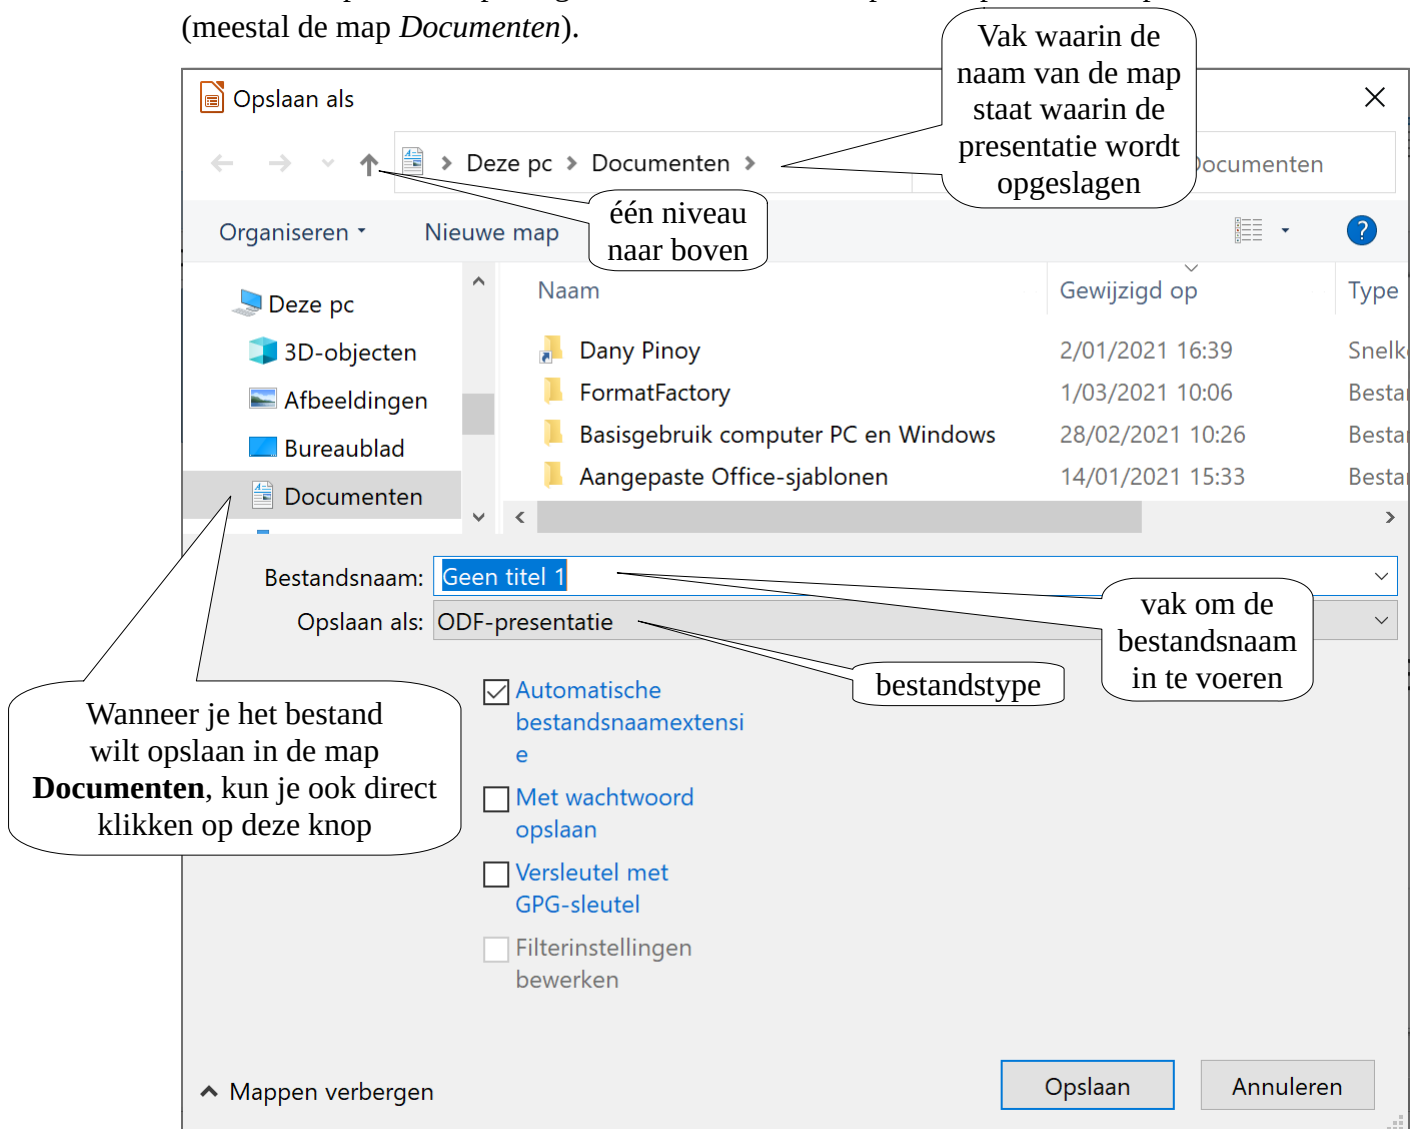 (meestal de map Documenten).
Vak waarin de
naam van de map
staat waarin de
presentatie wordt
opgeslagen
Opslaan als
Deze pc
Documenten
ocumenten
één niveau
naar boven
Organiseren
Nieuwe map
?
Deze pc
3D-objecten
Afbeeldingen
Bureaublad
Documenten
Naam
Gewijzigd op
Type
Dany Pinoy
2/01/2021 16:39
Snelk
FormatFactory
1/03/2021 10:06
Besta
Basisgebruik computer PC en Windows
28/02/2021 10:26
Besta
Aangepaste Office-sjablonen
14/01/2021 15:33
Besta
Bestandsnaam:
Geen titel 1
Opslaan als:
ODF-presentatie
vak om de
bestandsnaam
in te voeren
bestandstype
Wanneer je het bestand
wilt opslaan in de map
Documenten, kun je ook direct
klikken op deze knop
Automatische
bestandsnaamextensi
e
Met wachtwoord
opslaan
Versleutel met
GPG-sleutel
Filterinstellingen
bewerken
Mappen verbergen
Opslaan
Annuleren